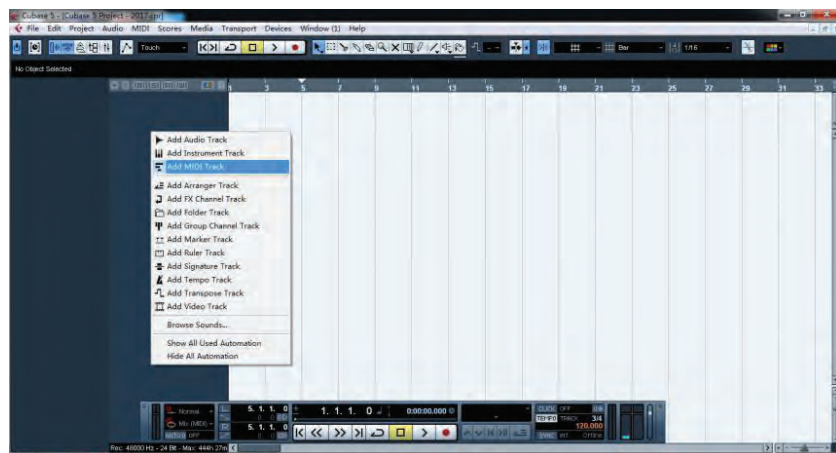 Cubase 5 - [Cubase 5 Project - 2017.cpr]
File Edit Project Audio MIDI Scores Media Transport Devices Window (1) Help
Touch Bar 1/16
No Object Selected
1 3 5 7 9 11 13 15 17 19 21 23 25 27 29 31 33
Add Audio Track
Add Instrument Track
Add MIDI Track
Add Arranger Track
Add FX Channel Track
Add Folder Track
Add Group Channel Track
Add Marker Track
Add Ruler Track
Add Signature Track
Add Tempo Track
Add Transpose Track
Add Video Track
Browse Sounds...
Show All Used Automation
Hide All Automation
Normal L 5. 1. 1. 0 1. 1. 1. 0 0:00:00.000 CLICK OFF
Mix (MIDI) R 5. 1. 1. 0 TEMPO TRACK 3/4
120.000
AUTO Q OFF SYNC INT. Offline
Rec: 48000 Hz - 24 Bit - Max: 444h 27m